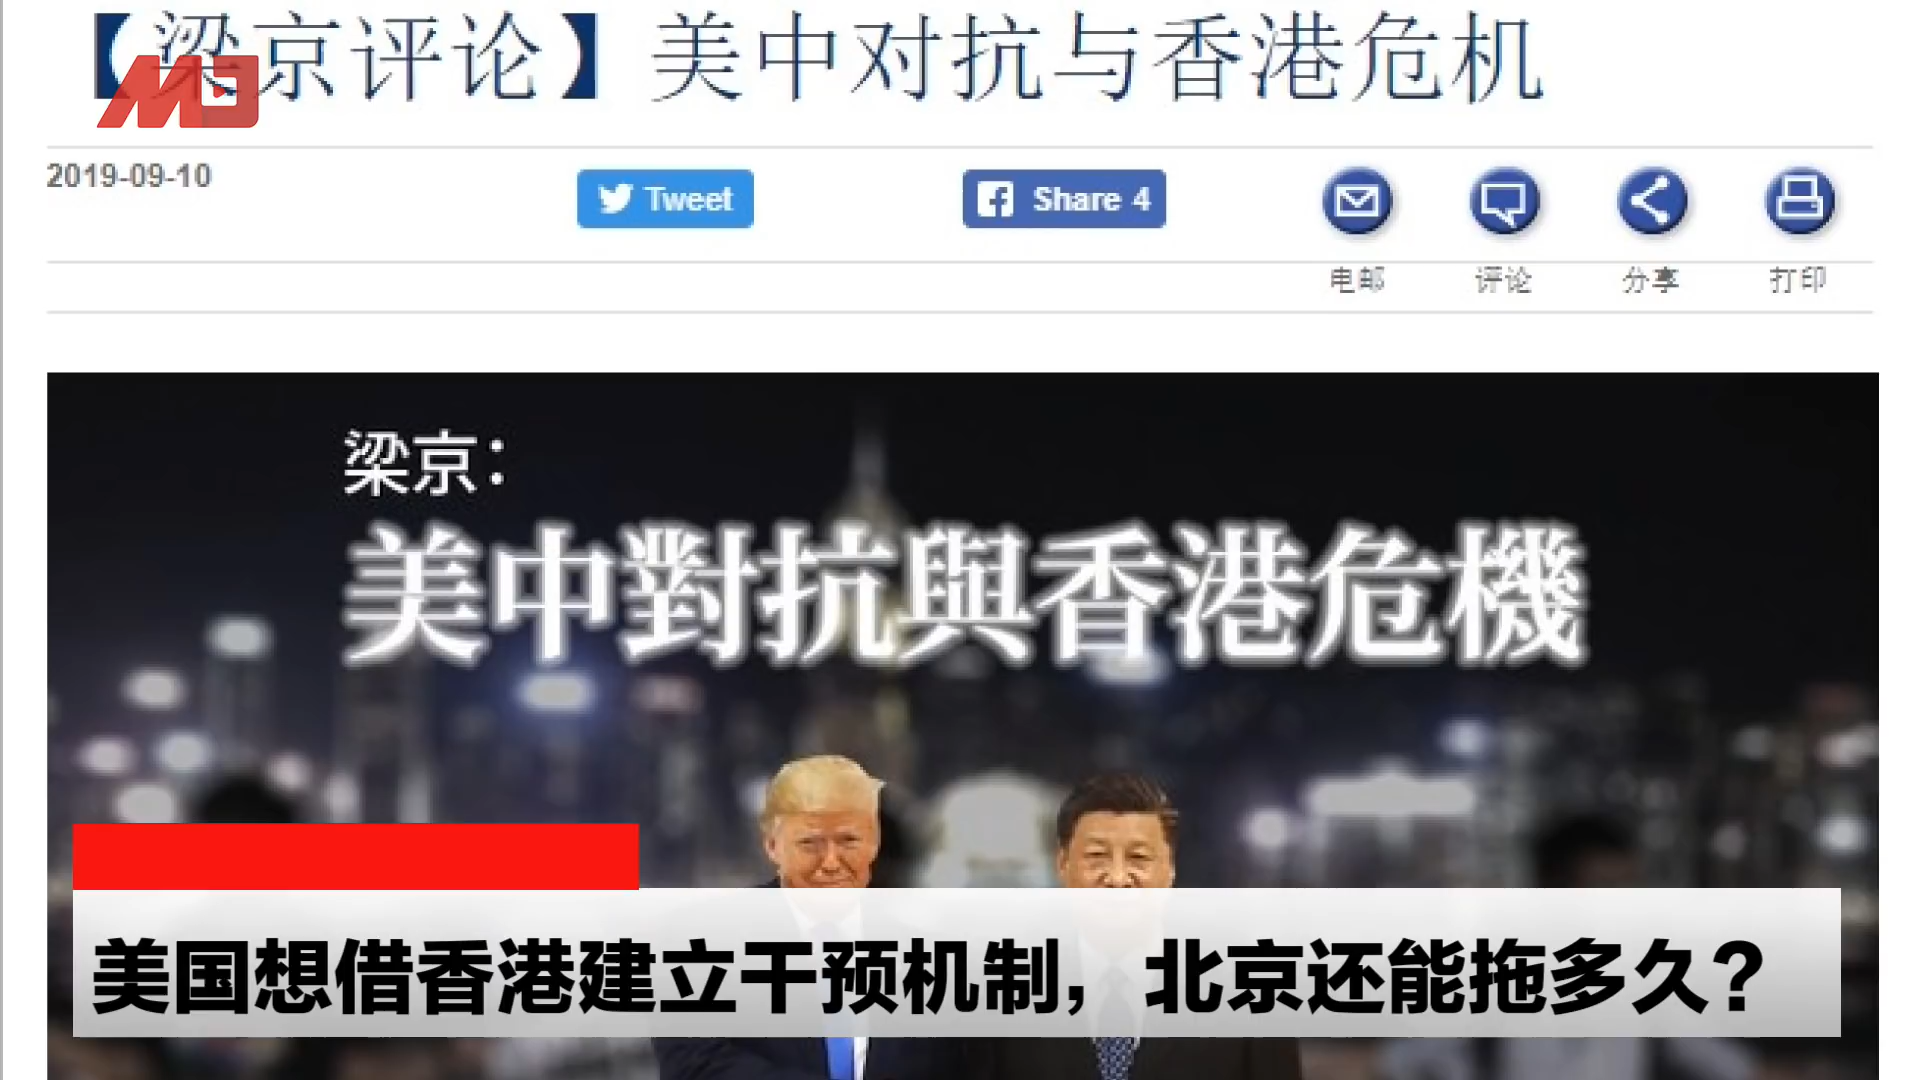 【梁京评论】美中对抗与香港危机
2019-09-10
Tweet
Share 4
电邮
评论
分享
打印
梁京：
美中對抗與香港危機
美国想借香港建立干预机制，北京还能拖多久？